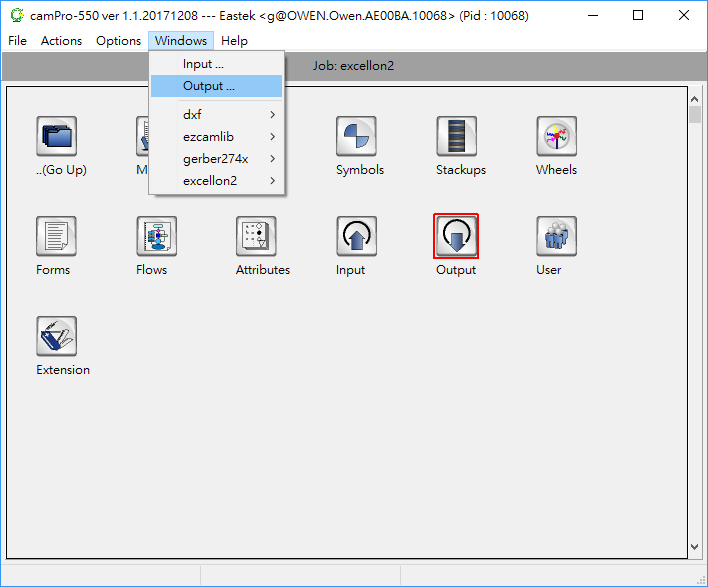 camPro-550 ver 1.1.20171208 --- Eastek <g@OWEN.Owen.AE00BA.10068> (Pid : 10068)
File Actions Options Windows Help
Input ...
Output ...
dxf
ezcamlib
gerber274x
excellon2
Job: excellon2
..(Go Up) M Symbols Stackups Wheels
Forms Flows Attributes Input Output User
Extension